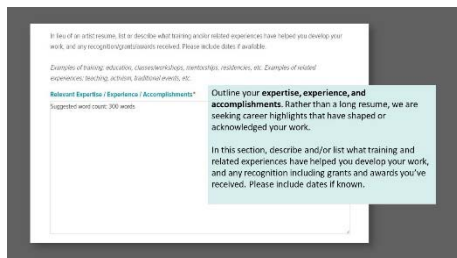 In lieu of an artist resume, list or describe what training and/or related experiences have helped you develop your
work, and any recognition/grants/awards received. Please include dates if available.
Examples of training: education, classes/workshops, mentorships, residencies, etc. Examples of related
experiences: teaching, activism, traditional events, etc.
Relevant Expertise / Experience / Accomplishments*
Suggested word count: 300 words
Outline your expertise, experience, and
accomplishments. Rather than a long resume, we are
seeking career highlights that have shaped or
acknowledged your work.
In this section, describe and/or list what training and
related experiences have helped you develop your work,
and any recognition including grants and awards you've
received. Please include dates if known.